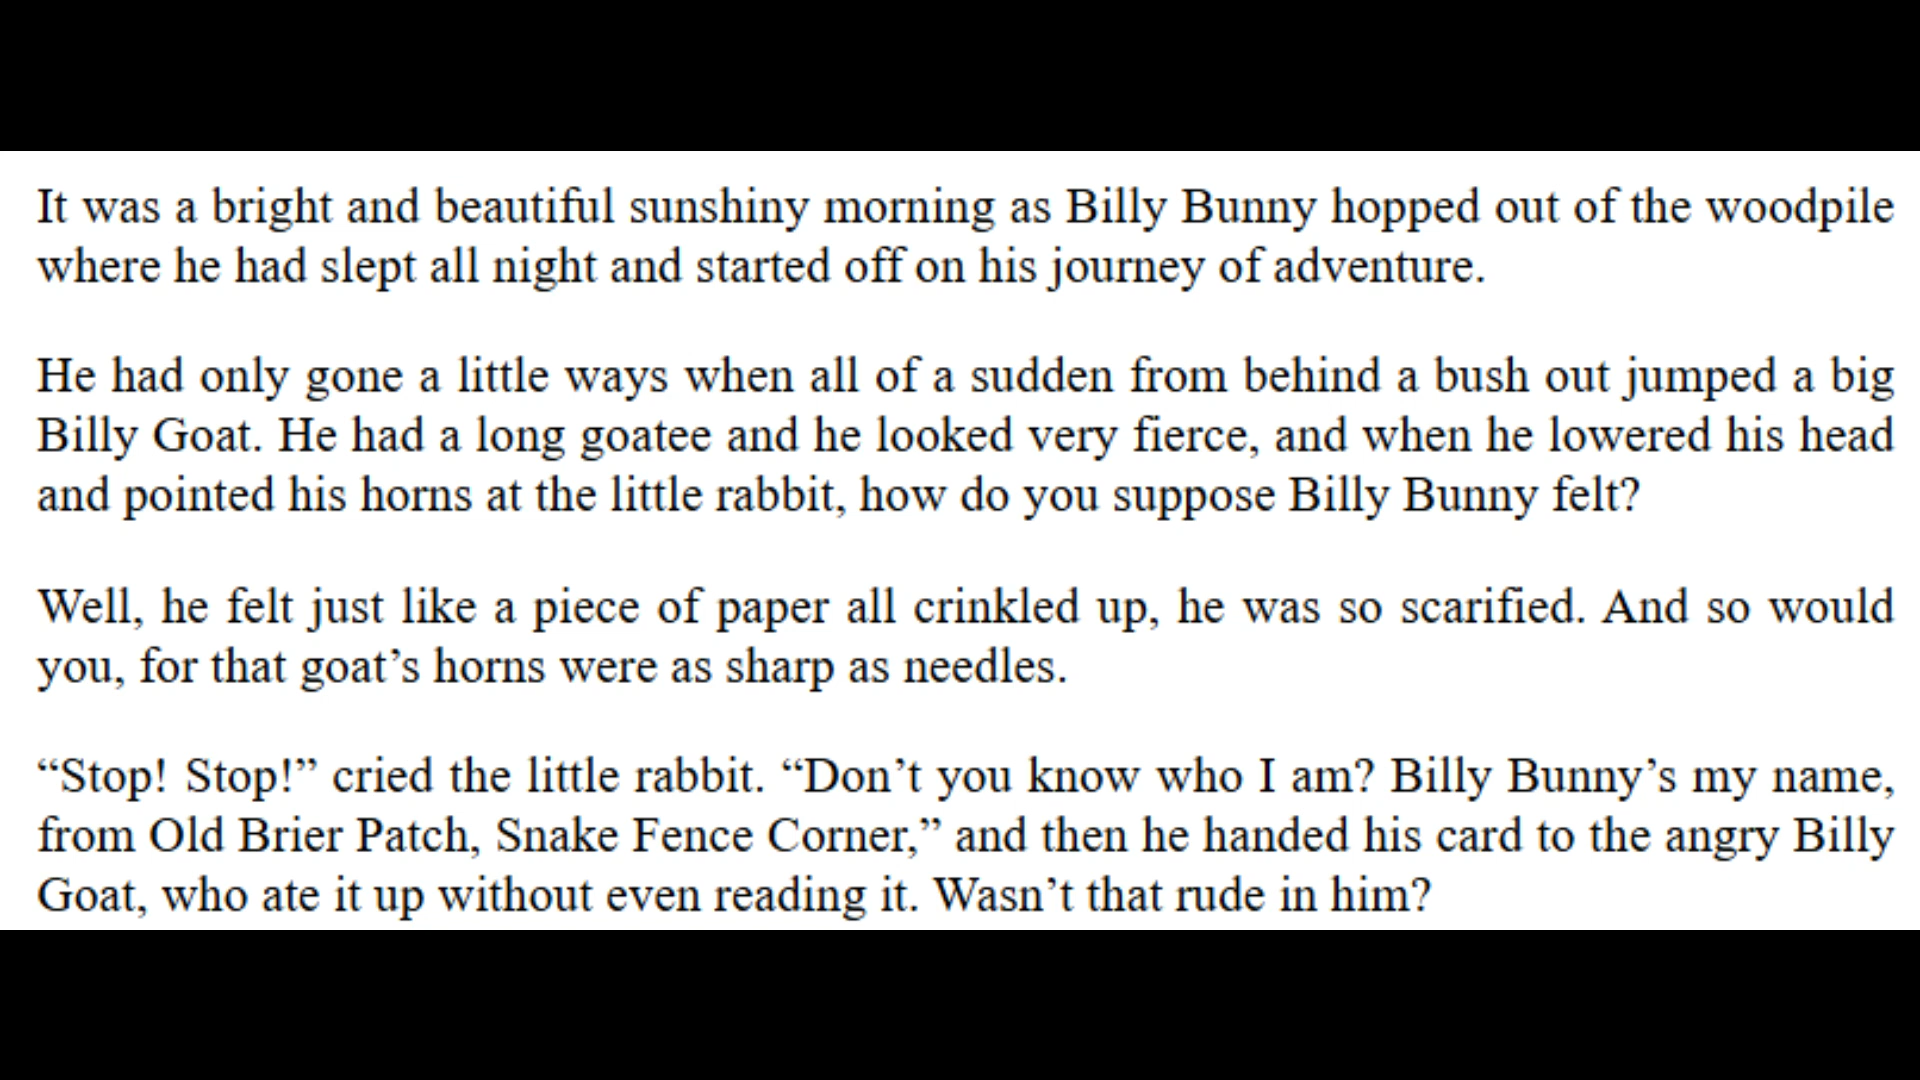 It was a bright and beautiful sunshiny morning as Billy Bunny hopped out of the woodpile
where he had slept all night and started off on his journey of adventure.
He had only gone a little ways when all of a sudden from behind a bush out jumped a big
Billy Goat. He had a long goatee and he looked very fierce, and when he lowered his head
and pointed his horns at the little rabbit, how do you suppose Billy Bunny felt?
Well, he felt just like a piece of paper all crinkled up, he was so scarified. And so would
you, for that goat’s horns were as sharp as needles.
“Stop! Stop!” cried the little rabbit. “Don’t you know who I am? Billy Bunny’s my name,
from Old Brier Patch, Snake Fence Corner,” and then he handed his card to the angry Billy
Goat, who ate it up without even reading it. Wasn’t that rude in him?